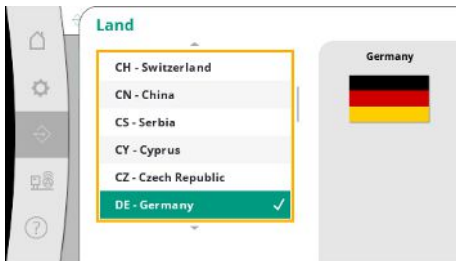 Land
CH - Switzerland
CN - China
CS - Serbia
CY - Cyprus
CZ - Czech Republic
DE - Germany
Germany
?